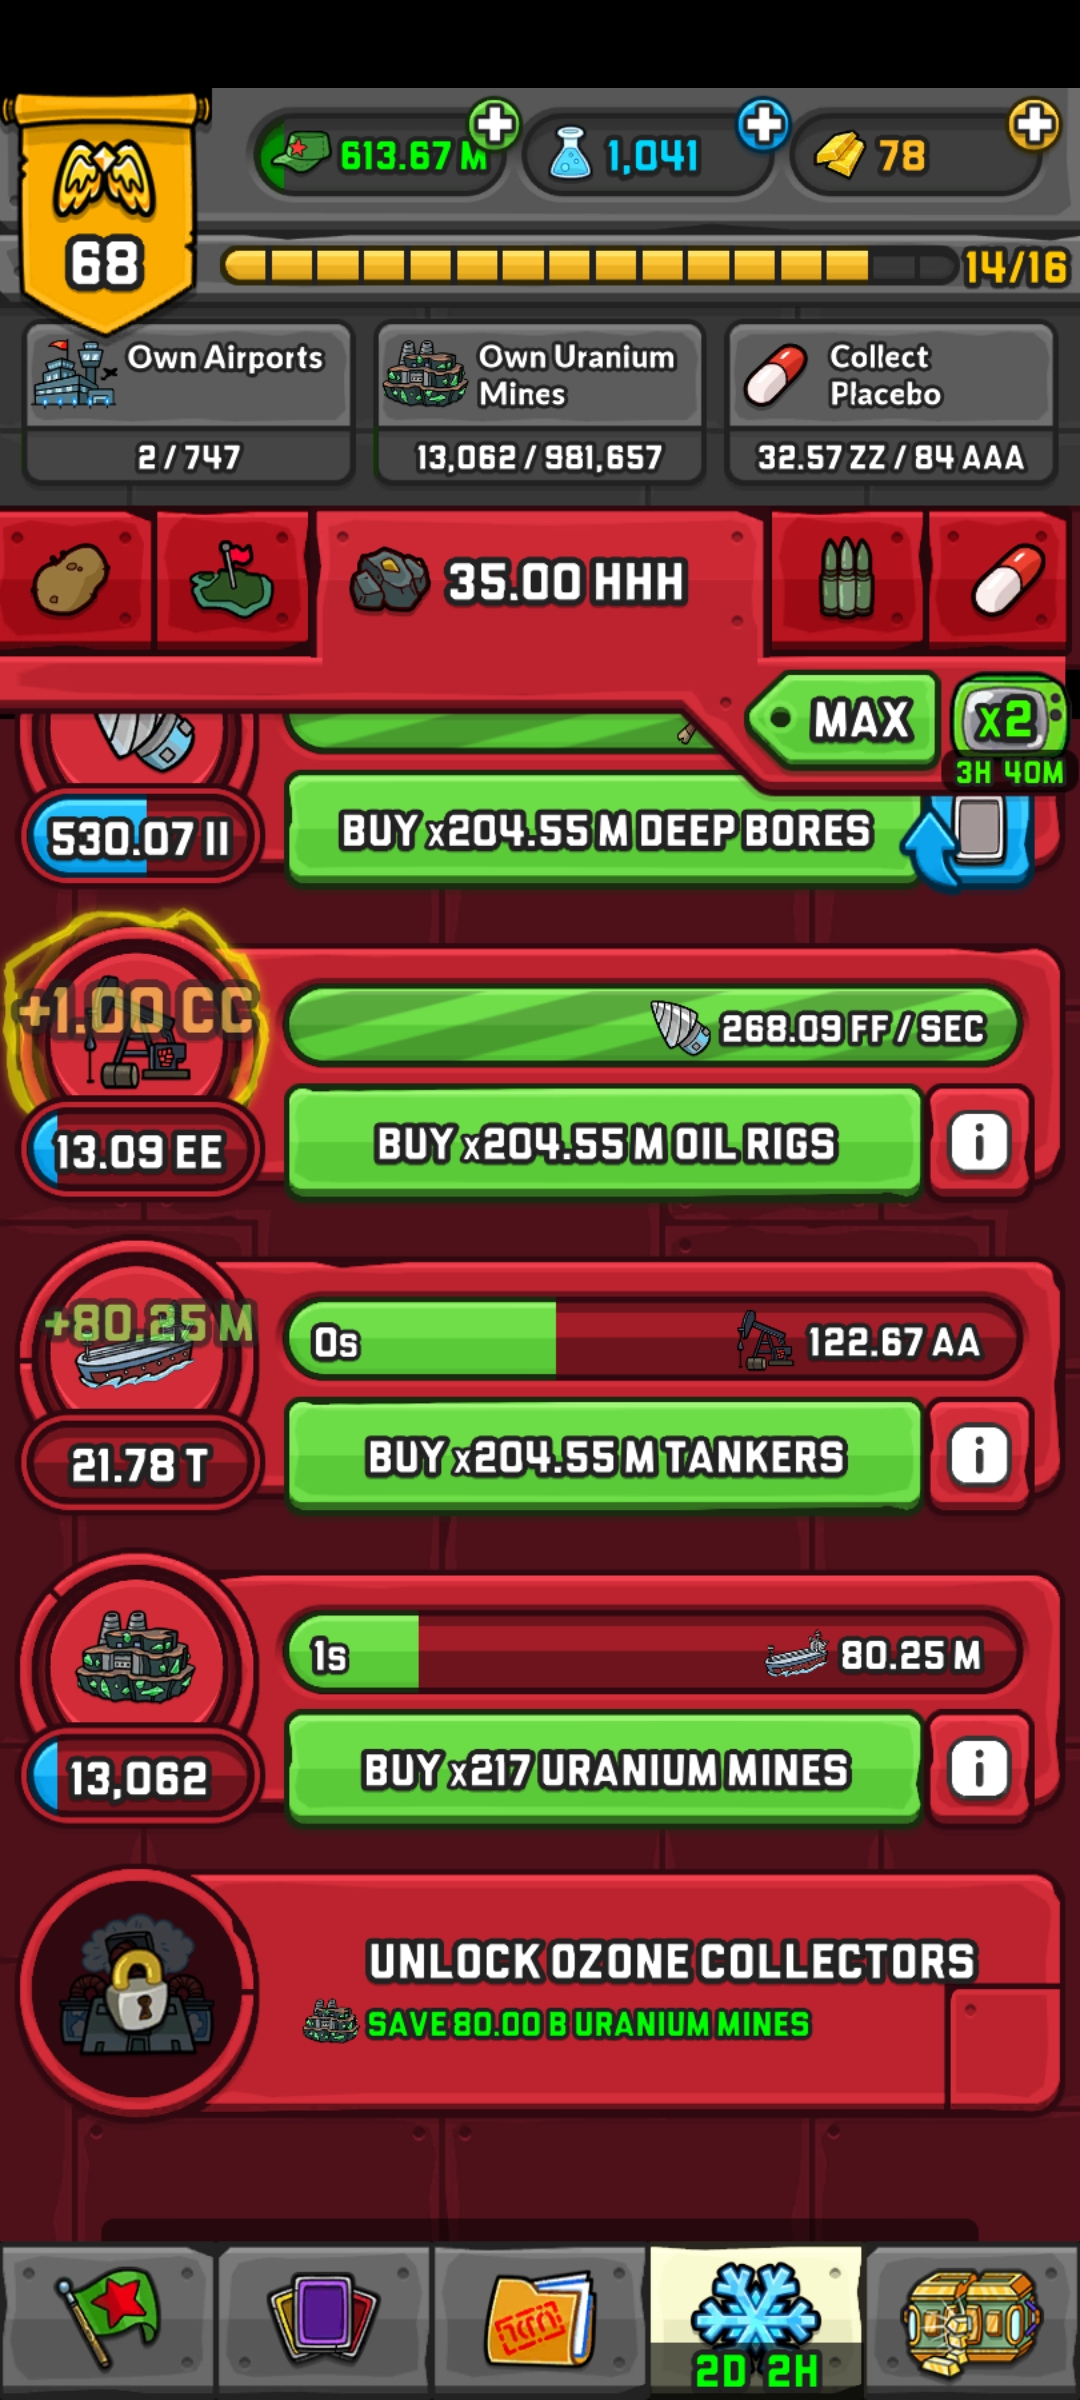 613.67 M
1,041
78
68
14/16
Own Airports
2 / 747
Own Uranium
Mines
13,062 / 981,657
Collect
Placebo
32.57 ZZ / 84 AAA
35.00 HHH
MAX
x2
3H 40M
530.07 II
BUY x204.55 M DEEP BORES
+1.00 CC
268.09 FF / SEC
13.09 EE
BUY x204.55 M OIL RIGS
i
+80.25 M
0s
122.67 AA
21.78 T
BUY x204.55 M TANKERS
i
1s
80.25 M
13,062
BUY x217 URANIUM MINES
i
UNLOCK OZONE COLLECTORS
SAVE 80.00 B URANIUM MINES
2D 2H